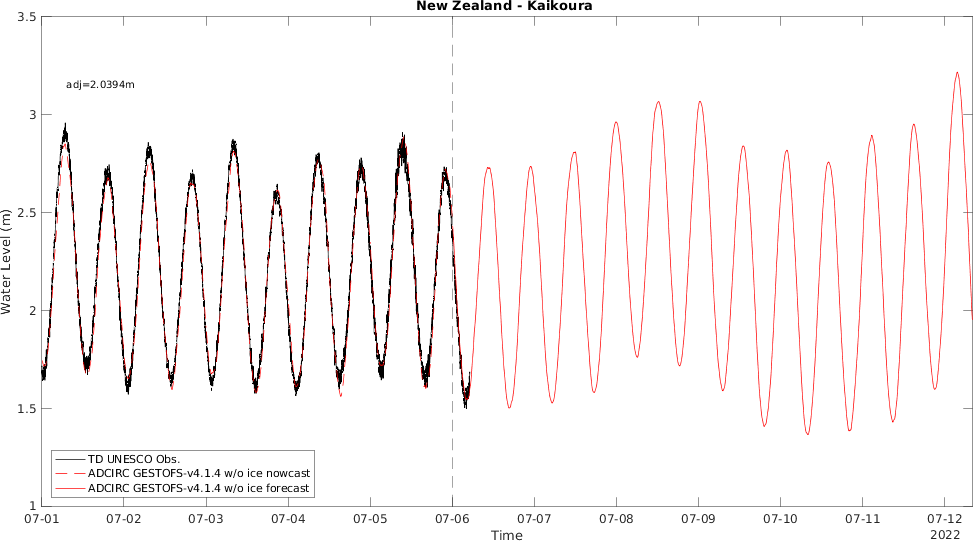 New Zealand - Kaikoura
3.5
adj=2.0394m
3
2.5
Water Level (m)
2
1.5
TD UNESCO Obs.
ADCIRC GESTOFS-v4.1.4 w/o ice nowcast
ADCIRC GESTOFS-v4.1.4 w/o ice forecast
1
07-01 07-02 07-03 07-04 07-05 07-06 07-07 07-08 07-09 07-10 07-11 07-12
Time 2022